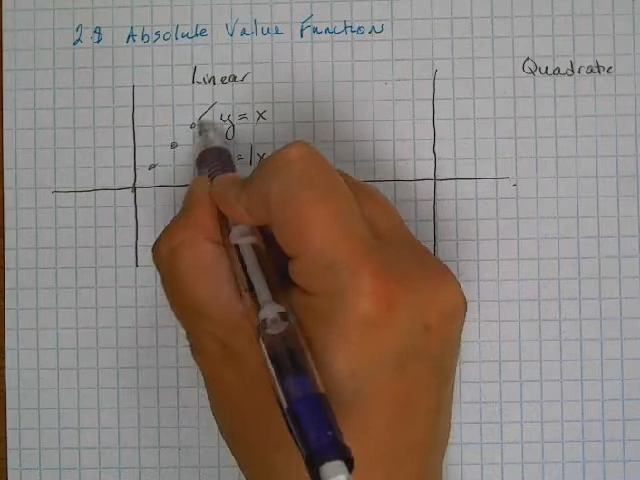 2.8 Absolute Value Function
Linear
Quadratic
y = x
= |x